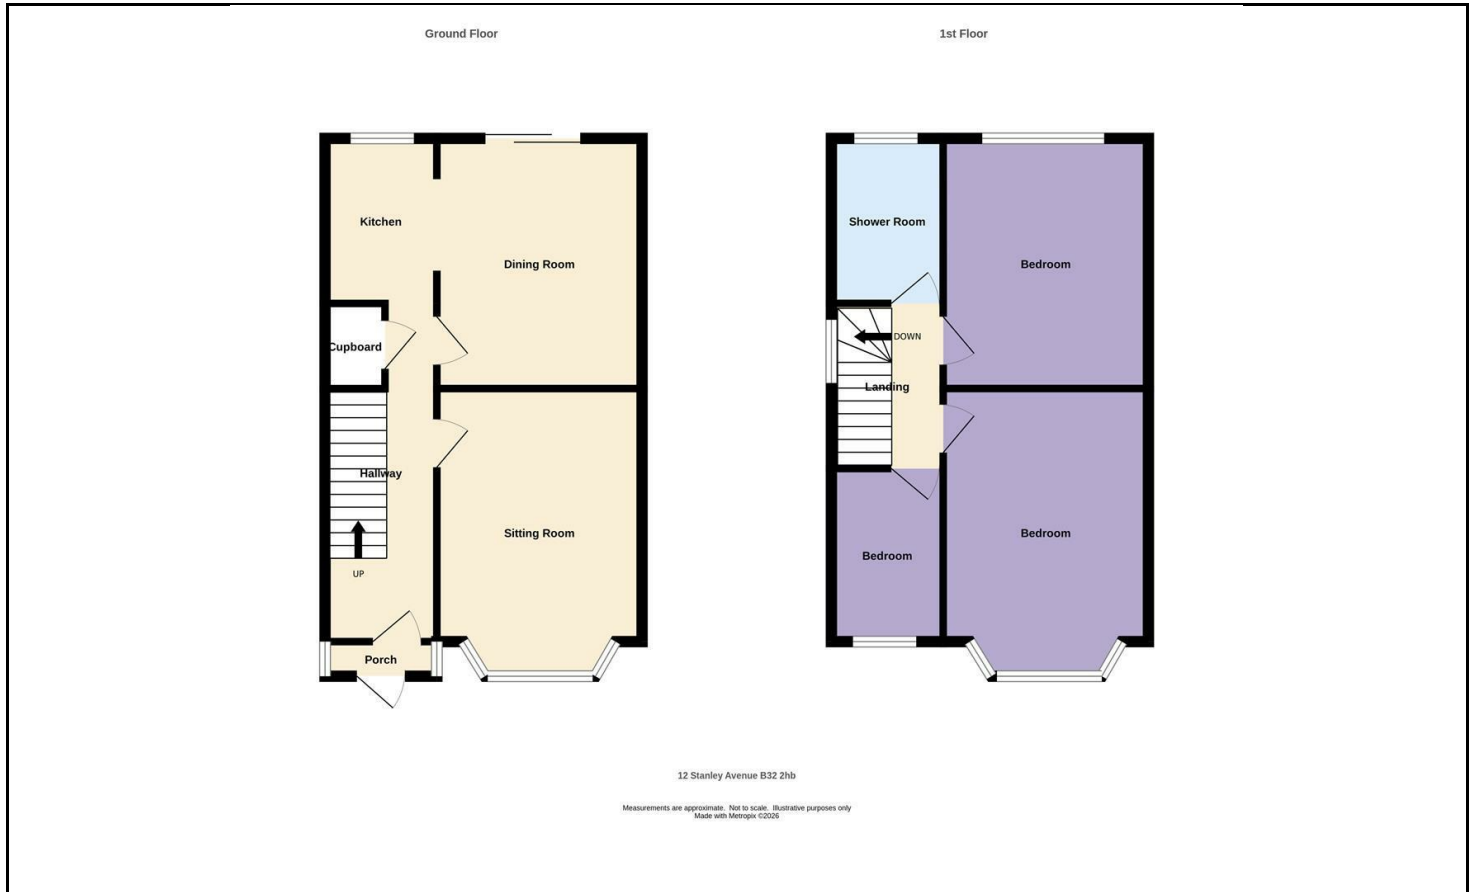 Ground Floor
1st Floor
Kitchen
Dining Room
Cupboard
Hallway
Sitting Room
UP
Porch
Shower Room
Bedroom
DOWN
Landing
Bedroom
Bedroom
12 Stanley Avenue B32 2hb
Measurements are approximate. Not to scale. Illustrative purposes only
Made with Metropix ©2026